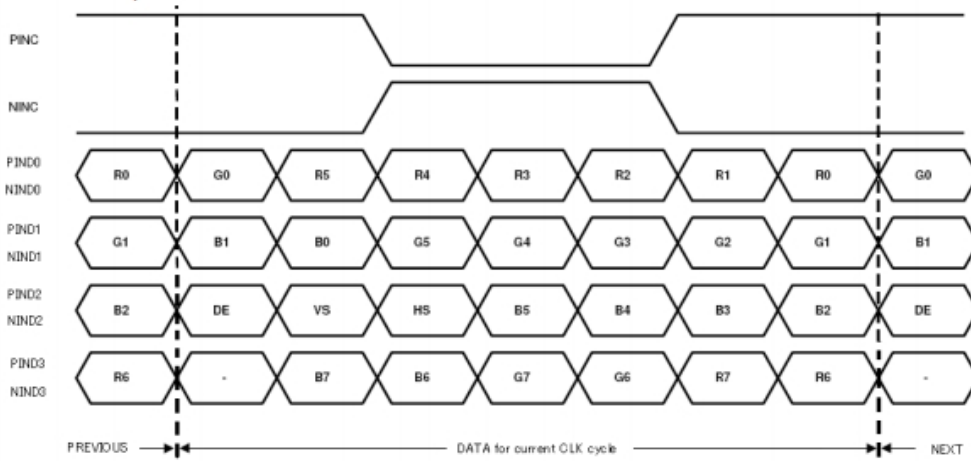 PINC
NINC
PIND0
R0 G0 R5 R4 R3 R2 R1 R0 G0
NIND0
PIND1
G1 B1 B0 G5 G4 G3 G2 G1 B1
NIND1
PIND2
B2 DE VS HS B5 B4 B3 B2 DE
NIND2
PIND3
R6 - B7 B6 G7 G6 R7 R6 -
NIND3
PREVIOUS DATA for current CLK cycle NEXT